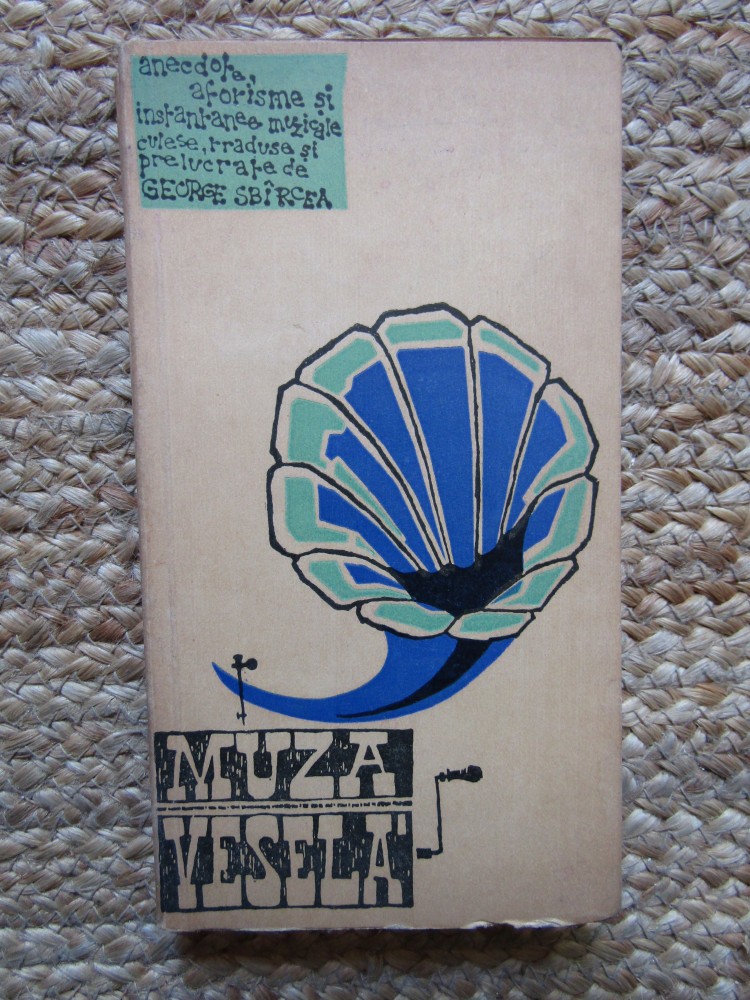 anecdote,
aforisme și
instantanee muzicale
culese, traduse și
prelucrate de
GEORGE SBÎRCEA
MUZA
VESELĂ